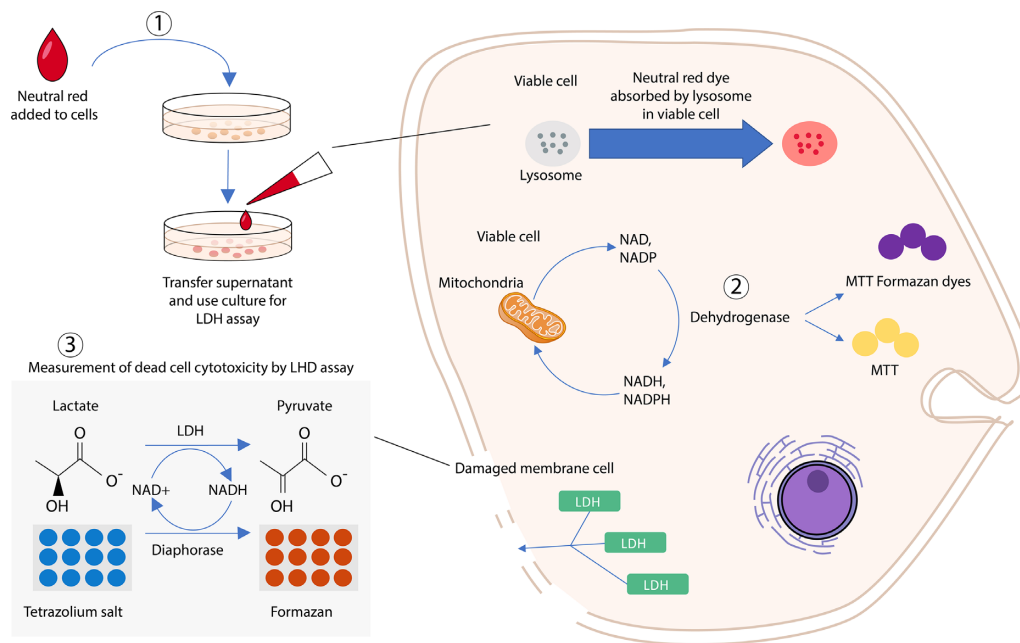 1
Neutral red
added to cells
Transfer supernatant
and use culture for
LDH assay
Viable cell
Neutral red dye
absorbed by lysosome
in viable cell
Lysosome
Viable cell
Mitochondria
NAD,
NADP
NADH,
NADPH
2
Dehydrogenase
MTT Formazan dyes
MTT
3
Measurement of dead cell cytotoxicity by LHD assay
Lactate
LDH
Pyruvate
O
O-
OH
O
O-
OH
NAD+
NADH
Diaphorase
Tetrazolium salt
Formazan
Damaged membrane cell
LDH
LDH
LDH